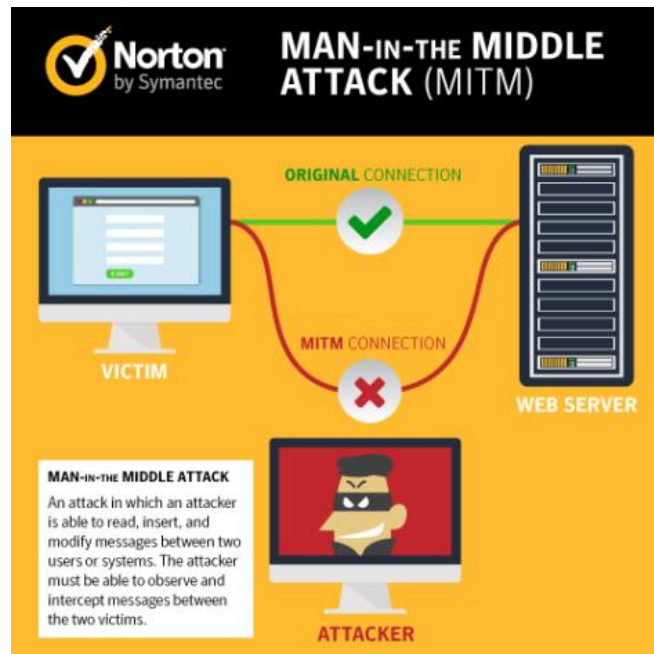 Norton
by Symantec
MAN-IN-THE MIDDLE
ATTACK (MITM)
ORIGINAL CONNECTION
MITM CONNECTION
VICTIM
WEB SERVER
MAN-IN-THE MIDDLE ATTACK
An attack in which an attacker
is able to read, insert, and
modify messages between two
users or systems. The attacker
must be able to observe and
intercept messages between
the two victims.
ATTACKER